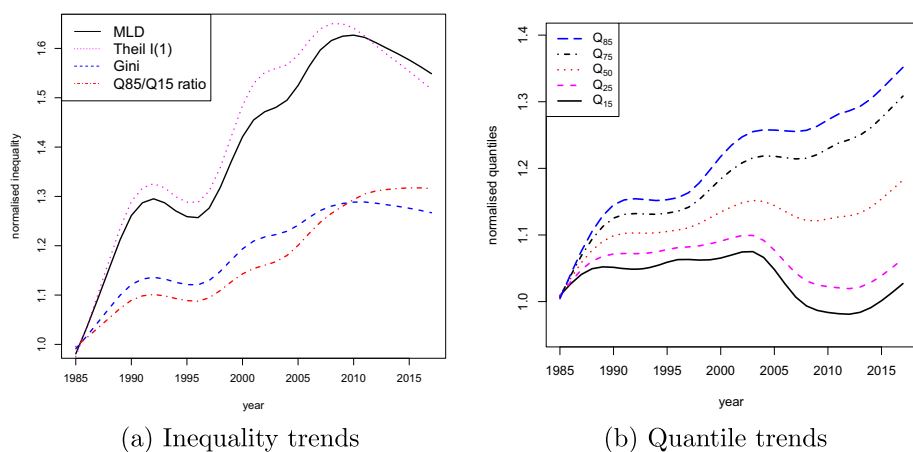 MLD
Theil I(1)
Gini
Q85/Q15 ratio
normalised inequality
1.6
1.5
1.4
1.3
1.2
1.1
1.0
1985 1990 1995 2000 2005 2010 2015
year
(a) Inequality trends
Q85
Q75
Q50
Q25
Q15
normalised quantiles
1.4
1.3
1.2
1.1
1.0
1985 1990 1995 2000 2005 2010 2015
year
(b) Quantile trends